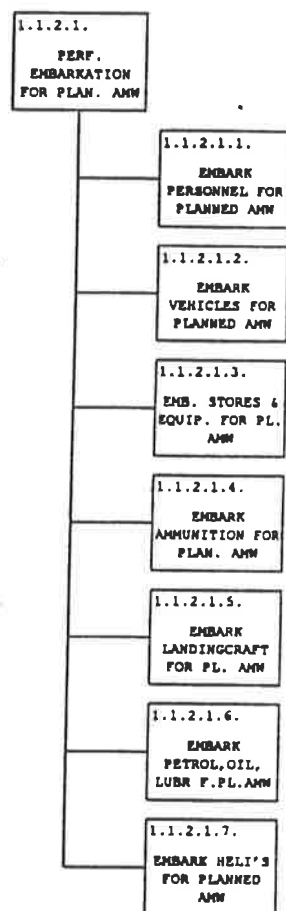 1.1.2.1.
PERF.
EMBARKATION
FOR PLAN. AMW
1.1.2.1.1.
EMBARK
PERSONNEL FOR
PLANNED AMW
1.1.2.1.2.
EMBARK
VEHICLES FOR
PLANNED AMW
1.1.2.1.3.
EMB. STORES &
EQUIP. FOR PL.
AMW
1.1.2.1.4.
EMBARK
AMMUNITION FOR
PLAN. AMW
1.1.2.1.5.
EMBARK
LANDINGCRAFT
FOR PL. AMW
1.1.2.1.6.
EMBARK
PETROL,OIL,
LUBR F.PL.AMW
1.1.2.1.7.
EMBARK HELI'S
FOR PLANNED
AMW